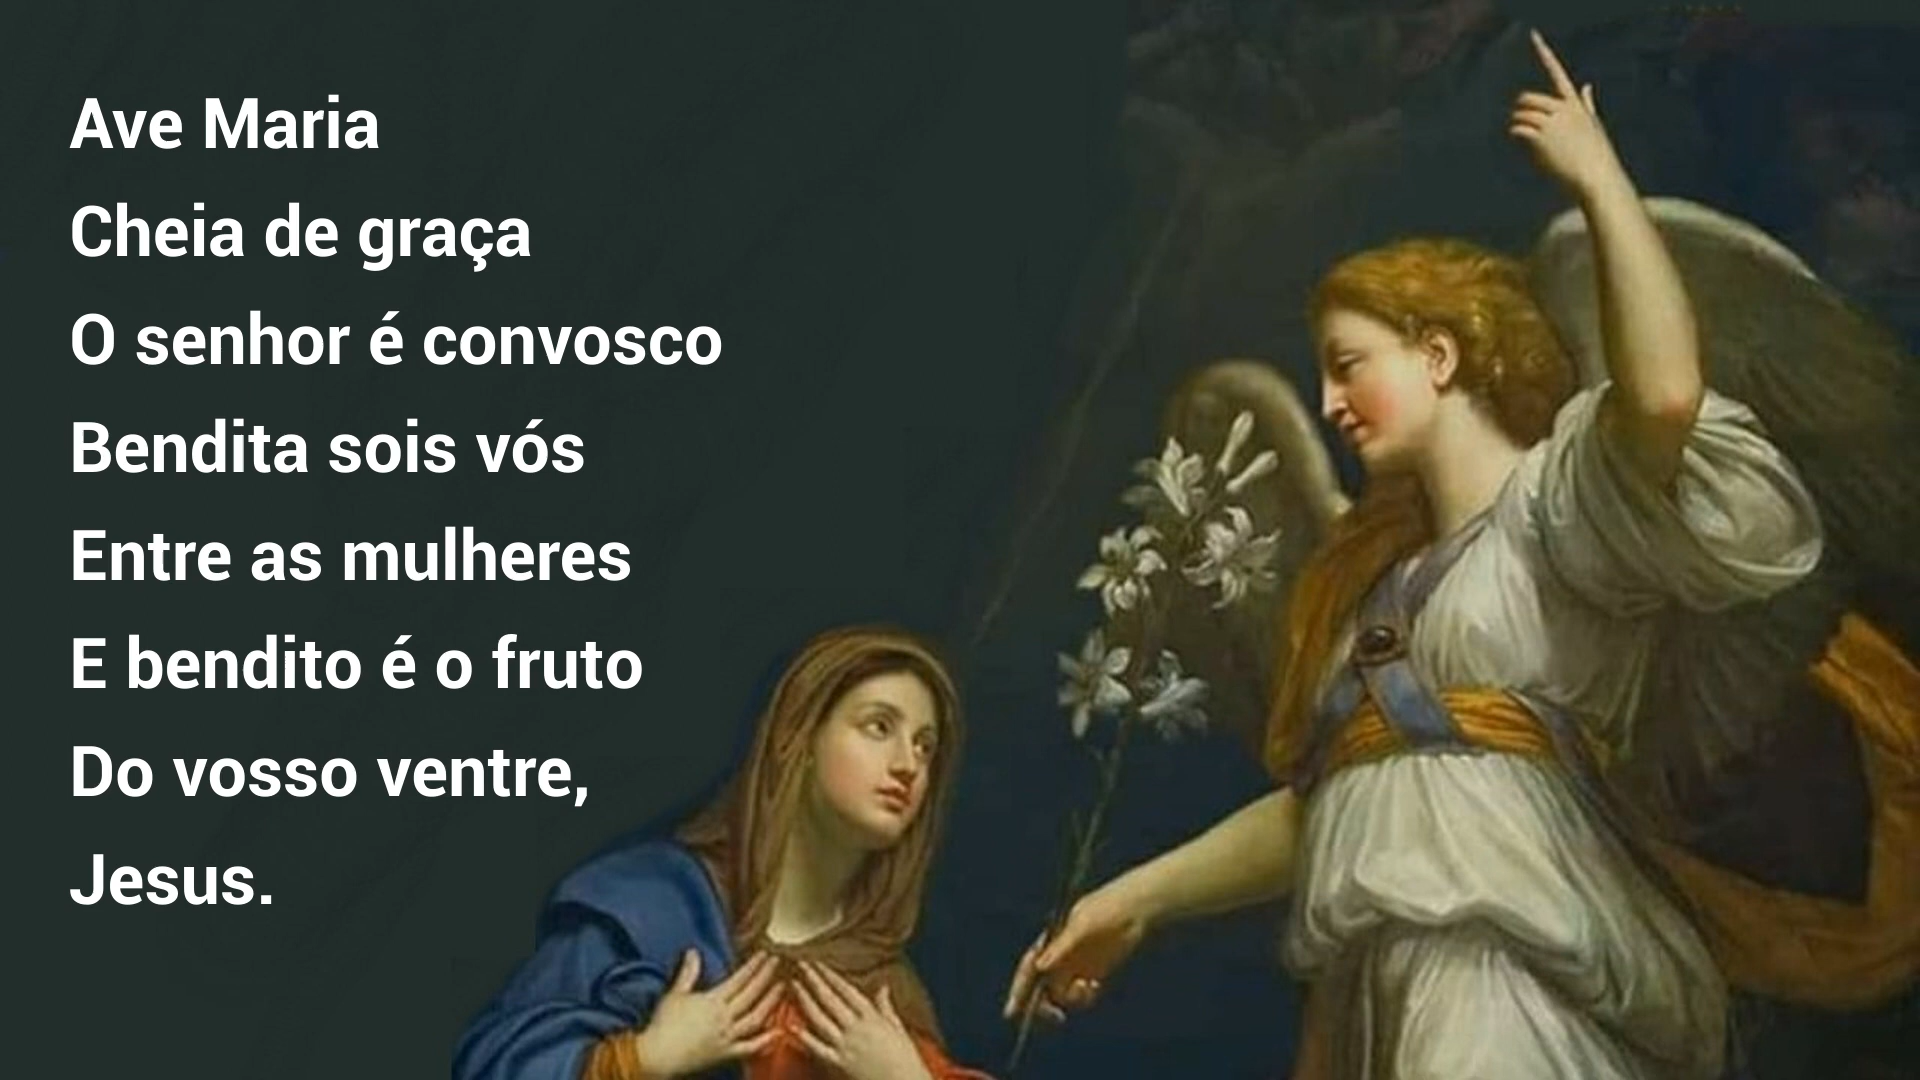 Ave Maria
Cheia de graça
O senhor é convosco
Bendita sois vós
Entre as mulheres
E bendito é o fruto
Do vosso ventre,
Jesus.